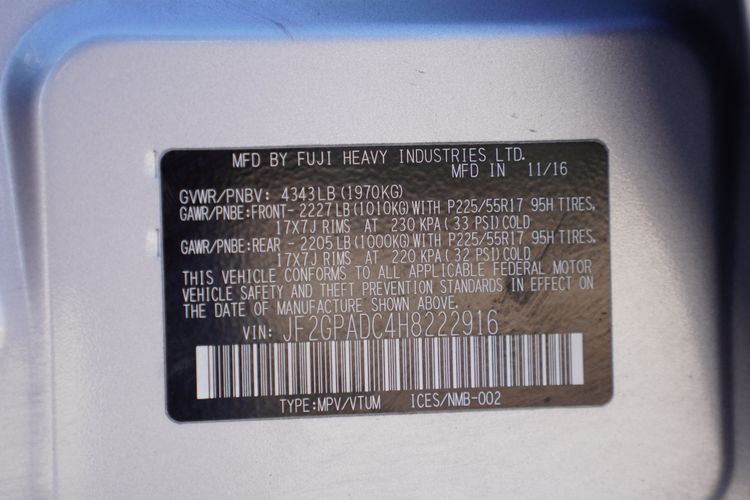 MFD BY FUJI HEAVY INDUSTRIES LTD.
MFD IN 11/16
GVWR/PNBV: 4343LB (1970KG)
GAWR/PNBE:FRONT- 2227LB (1010KG) WITH P225/55R17 95H TIRES,
17X7J RIMS AT 230 KPA ( 33 PSI) COLD
GAWR/PNBE:REAR - 2205LB (1000KG) WITH P225/55R17 95H TIRES,
17X7J RIMS AT 220 KPA ( 32 PSI) COLD
THIS VEHICLE CONFORMS TO ALL APPLICABLE FEDERAL MOTOR
VEHICLE SAFETY AND THEFT PREVENTION STANDARDS IN EFFECT ON
THE DATE OF MANUFACTURE SHOWN ABOVE.
VIN: JF2GPADC4H8222916
TYPE:MPV/VTUM ICES/NMB-002